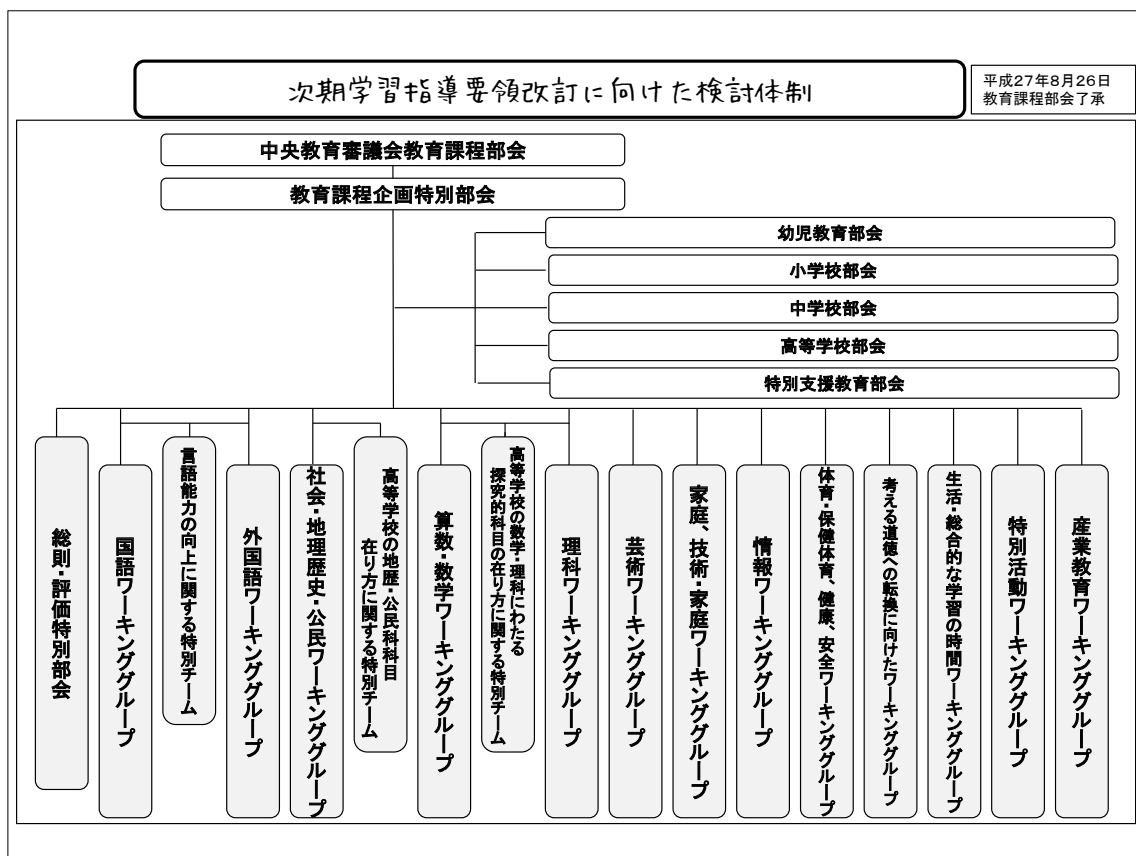 次期学習指導要領改訂に向けた検討体制
平成27年8月26日
教育課程部会了承
中央教育審議会教育課程部会
教育課程企画特別部会
幼児教育部会
小学校部会
中学校部会
高等学校部会
特別支援教育部会
総則・評価特別部会
国語ワーキンググループ
言語能力の向上に関する特別チーム
外国語ワーキンググループ
社会・地理歴史・公民ワーキンググループ
高等学校の地歴・公民科科目
在り方に関する特別チーム
算数・数学ワーキンググループ
高等学校の数学・理科にわたる
探究的科目の在り方に関する特別チーム
理科ワーキンググループ
芸術ワーキンググループ
家庭、技術・家庭ワーキンググループ
情報ワーキンググループ
体育・保健体育、健康、安全ワーキンググループ
考える道徳への転換に向けたワーキンググループ
生活・総合的な学習の時間ワーキンググループ
特別活動ワーキンググループ
産業教育ワーキンググループ